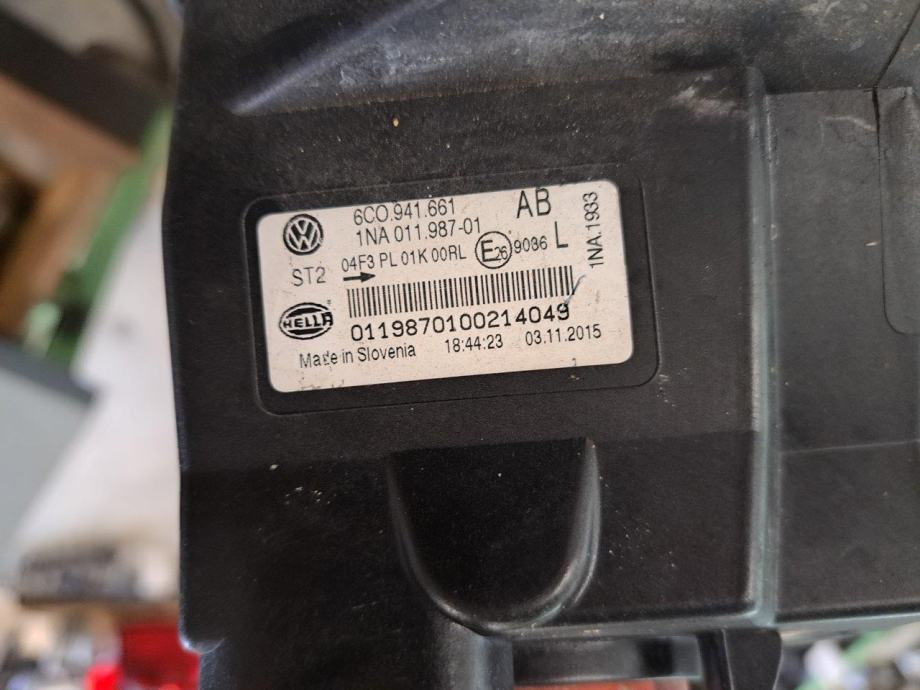 6C0.941.661 AB
1NA 011.987-01
ST2 04F3 PL 01K 00RL E26 9036 L
1NA.1933
HELLA
0119870100214049
Made in Slovenia 18:44:23 03.11.2015